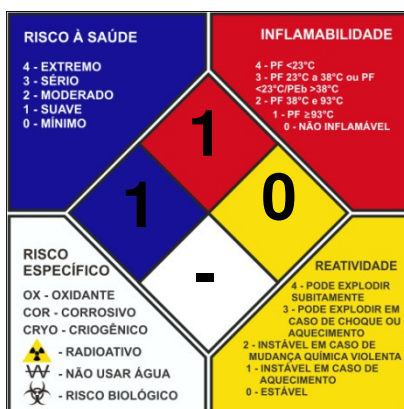 RISCO À SAÚDE
4 - EXTREMO
3 - SÉRIO
2 - MODERADO
1 - SUAVE
0 - MÍNIMO
INFLAMABILIDADE
4 - PF <23°C
3 - PF 23°C a 38°C ou PF
<23°C/PEb >38°C
2 - PF 38°C e 93°C
1 - PF ≥93°C
0 - NÃO INFLAMÁVEL
1
1
0
-
RISCO
ESPECÍFICO
OX - OXIDANTE
COR - CORROSIVO
CRYO - CRIOGÊNICO
- RADIOATIVO
W - NÃO USAR ÁGUA
- RISCO BIOLÓGICO
REATIVIDADE
4 - PODE EXPLODIR
SUBITAMENTE
3 - PODE EXPLODIR EM
CASO DE CHOQUE OU
AQUECIMENTO
2 - INSTÁVEL EM CASO DE
MUDANÇA QUÍMICA VIOLENTA
1 - INSTÁVEL EM CASO DE
AQUECIMENTO
0 - ESTÁVEL